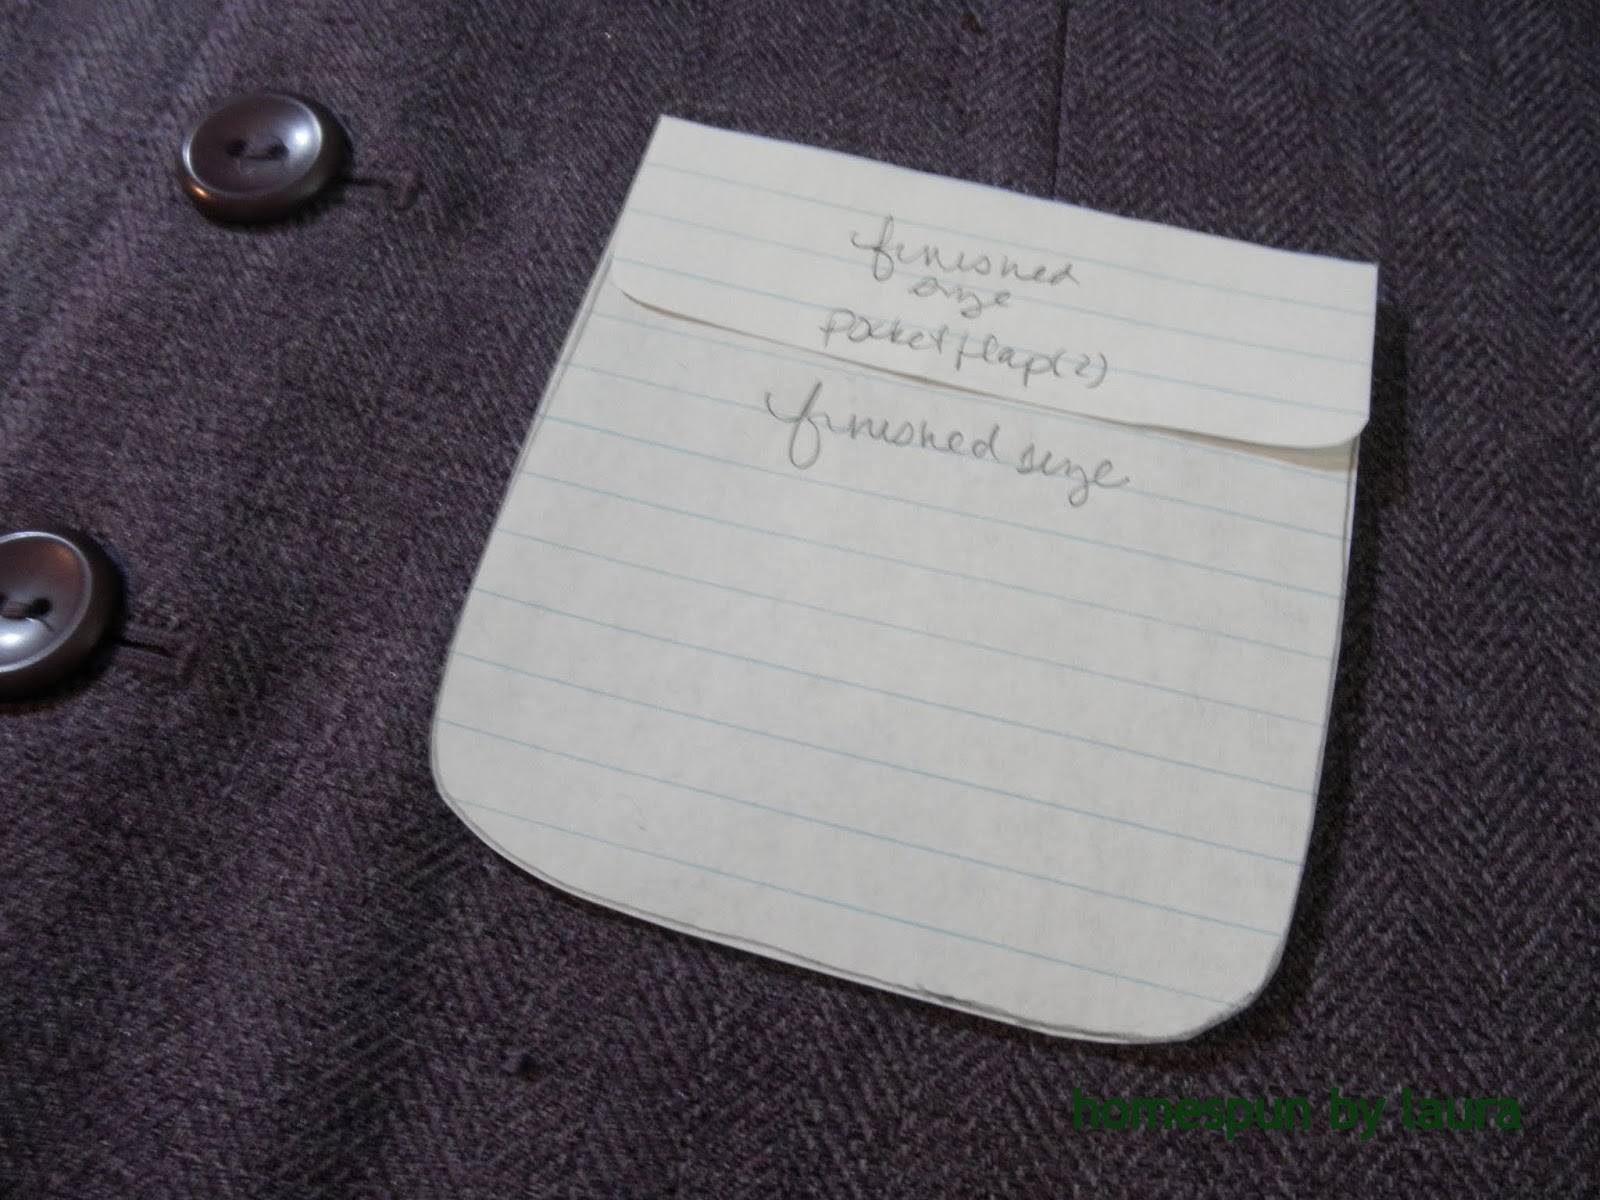 finished
size
pocket flap (2)
finished size
homespun by laura